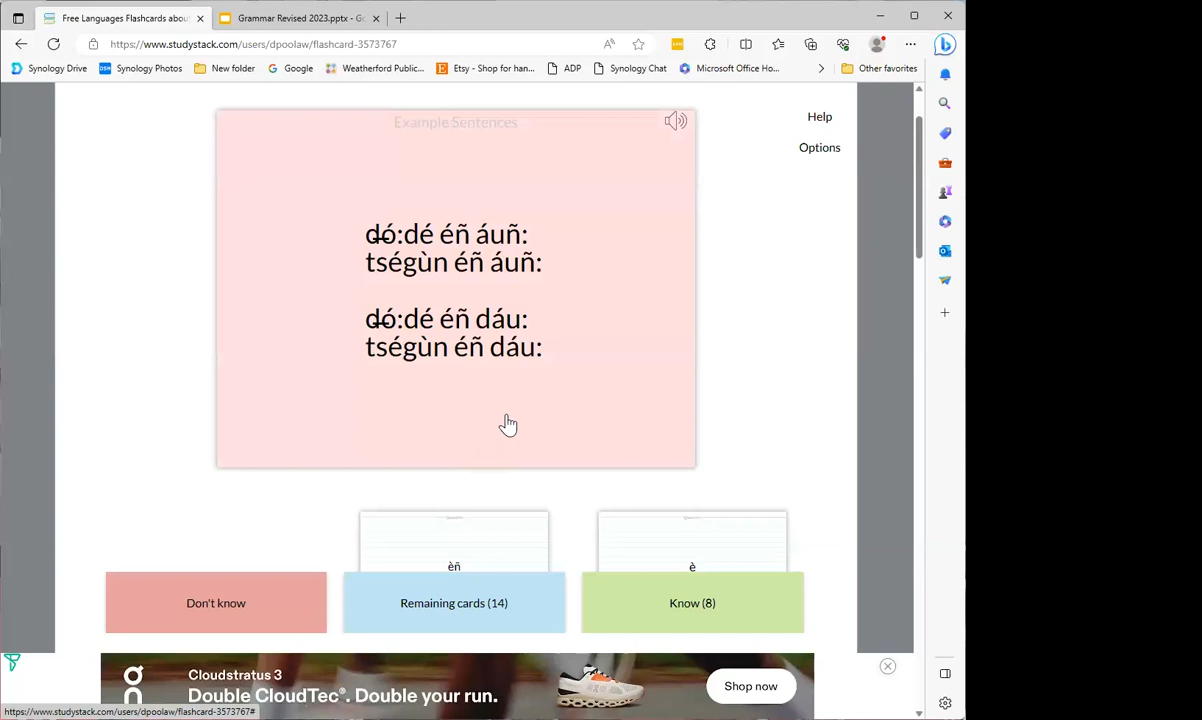 Free Languages Flashcards abou
Grammar Revised 2023.pptx - Go
https://www.studystack.com/users/dpoolaw/flashcard-3573767
Synology Drive
Synology Photos
New folder
Google
Weatherford Public...
Etsy - Shop for han...
ADP
Synology Chat
Microsoft Office Ho...
Other favorites
Example Sentences
Help
Options
d̶ó:dé éñ áuñ:
tségùn éñ áuñ:
d̶ó:dé éñ dáu:
tségùn éñ dáu:
èñ
è
Don't know
Remaining cards (14)
Know (8)
Cloudstratus 3
Double CloudTec®. Double your run.
Shop now
https://www.studystack.com/users/dpoolaw/flashcard-3573767#